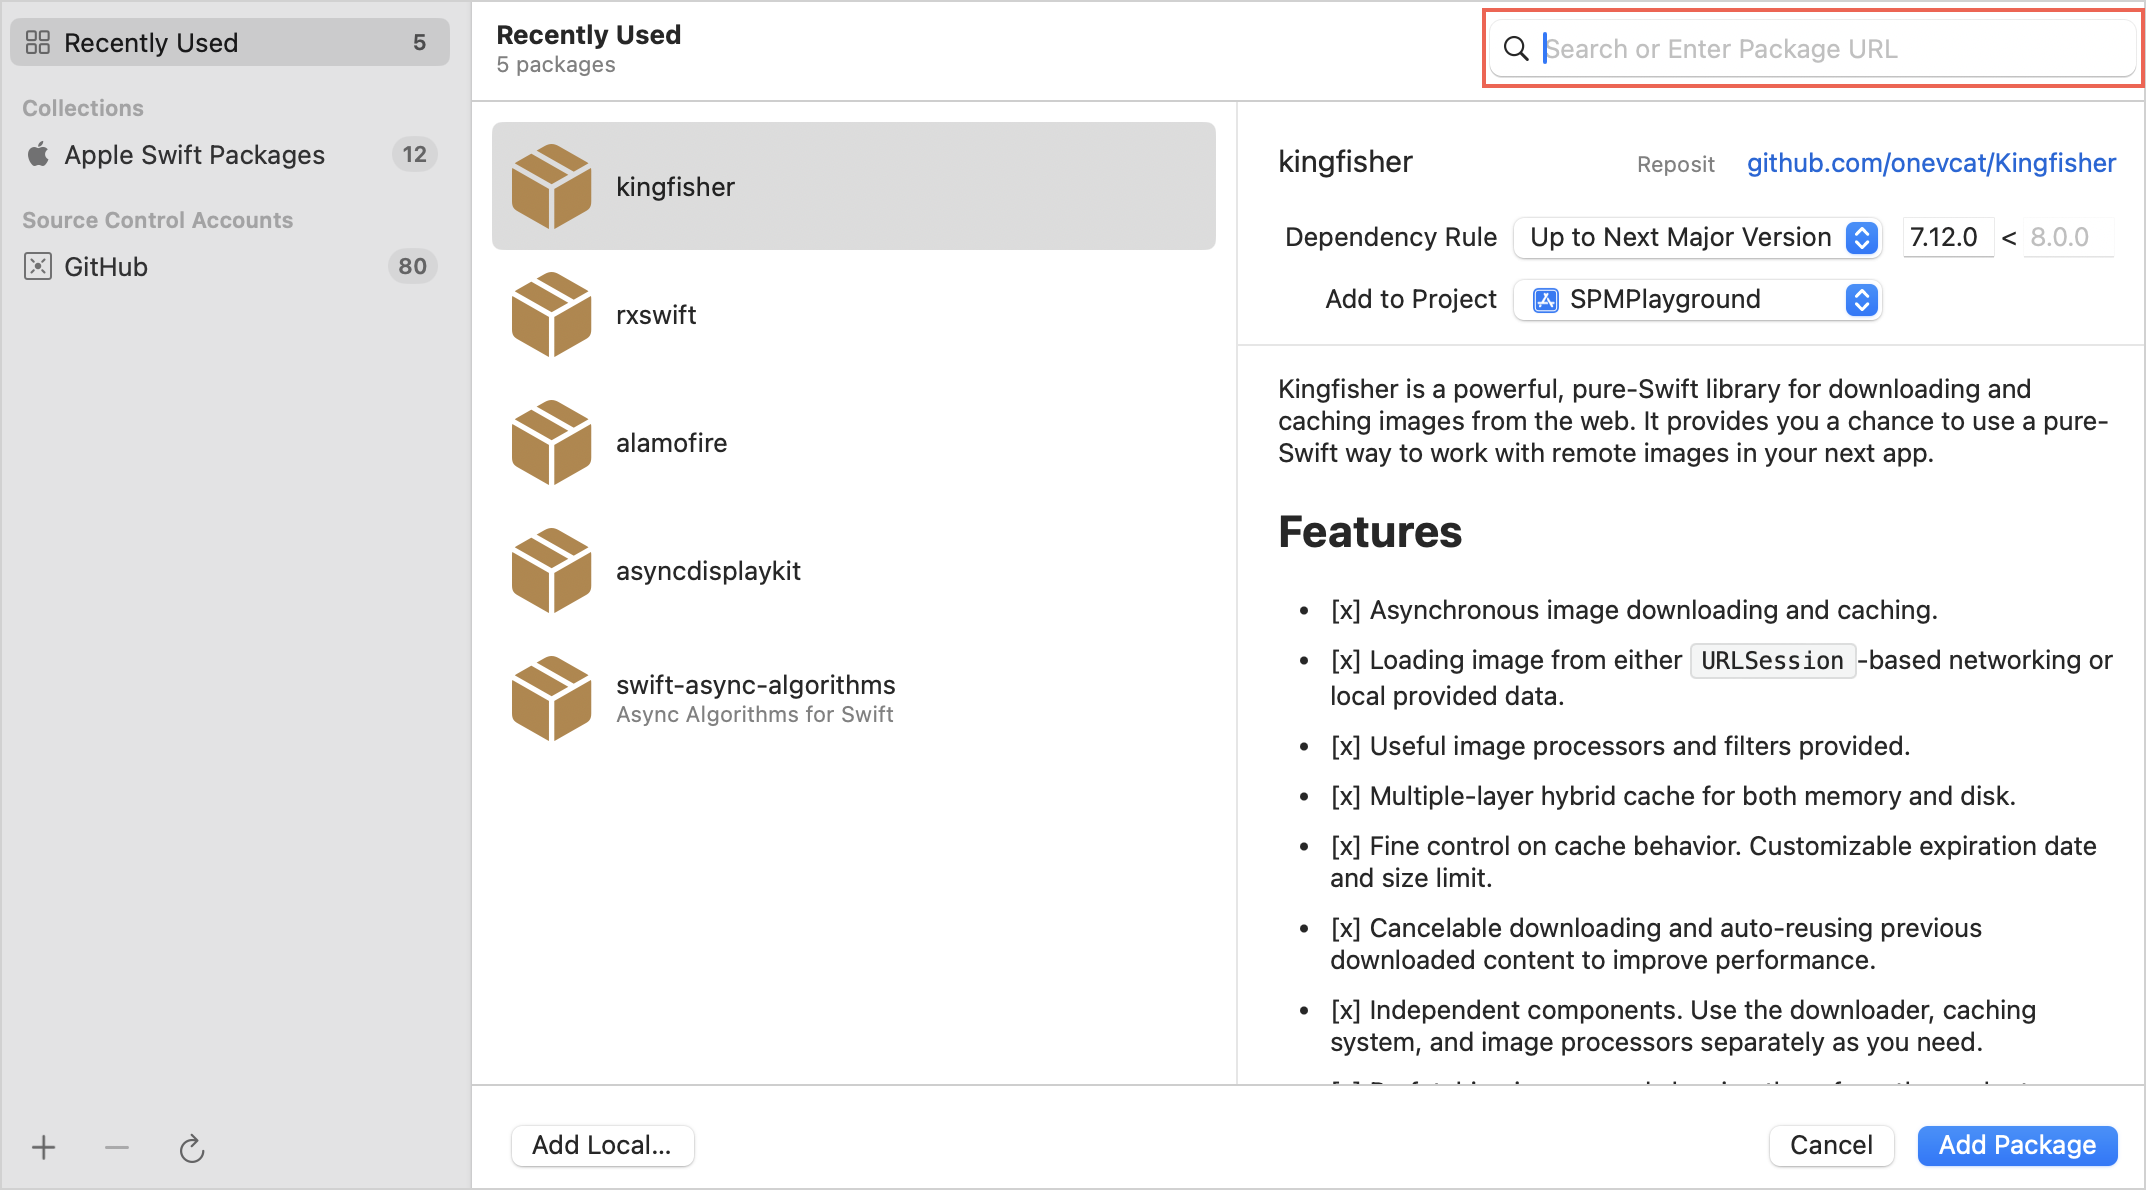 Recently Used 5
Collections
Apple Swift Packages 12
Source Control Accounts
GitHub 80
Recently Used
5 packages
Search or Enter Package URL
kingfisher
rxswift
alamofire
asyncdisplaykit
swift-async-algorithms
Async Algorithms for Swift
kingfisher Reposit github.com/onevcat/Kingfisher
Dependency Rule Up to Next Major Version 7.12.0 < 8.0.0
Add to Project SPMPlayground
Kingfisher is a powerful, pure-Swift library for downloading and
caching images from the web. It provides you a chance to use a pure-
Swift way to work with remote images in your next app.
Features
• [x] Asynchronous image downloading and caching.
• [x] Loading image from either URLSession-based networking or
local provided data.
• [x] Useful image processors and filters provided.
• [x] Multiple-layer hybrid cache for both memory and disk.
• [x] Fine control on cache behavior. Customizable expiration date
and size limit.
• [x] Cancelable downloading and auto-reusing previous
downloaded content to improve performance.
• [x] Independent components. Use the downloader, caching
system, and image processors separately as you need.
Add Local...
Cancel
Add Package